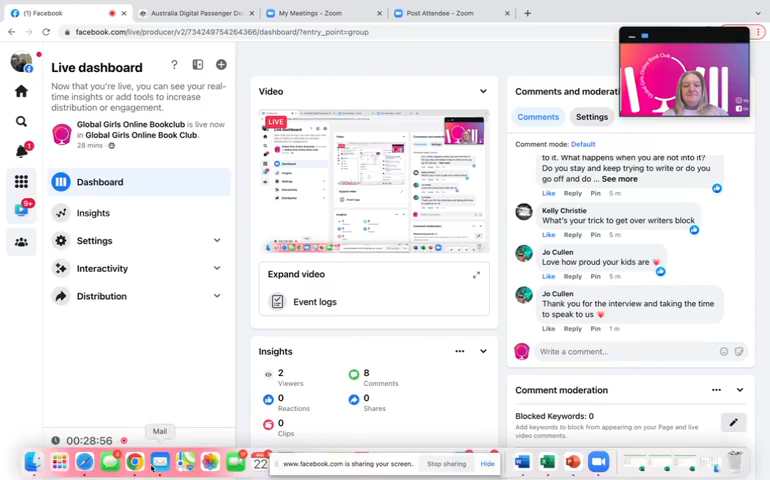 Facebook
Australia Digital Passenger De
My Meetings – Zoom
Post Attendee – Zoom
facebook.com/live/producer/v2/734249754264366/dashboard/?entry_point=group
Live dashboard
Now that you're live, you can see your real-
time insights or add tools to increase
distribution or engagement.
Global Girls Online Bookclub is live now
in Global Girls Online Book Club.
28 mins
Dashboard
Insights
Settings
Interactivity
Distribution
9+
00:28:56
Video
LIVE
Expand video
Event logs
Insights
2
Viewers
8
Comments
0
Reactions
0
Shares
0
Clips
Comments and moderati
Comments
Settings
Comment mode: Default
to it. What happens when you are not into it?
Do you stay and keep trying to write or do you
go off and do ... See more
Like Reply Pin 5 m
Kelly Christie
What's your trick to get over writers block
Like Reply Pin 5 m
Jo Cullen
Love how proud your kids are
Like Reply Pin 5 m
Jo Cullen
Thank you for the interview and taking the time
to speak to us
Like Reply Pin 1 m
Write a comment...
Comment moderation
Blocked Keywords: 0
Add keywords to block from appearing on your Page and live
video comments.
Mail
22
www.facebook.com is sharing your screen.
Stop sharing
Hide